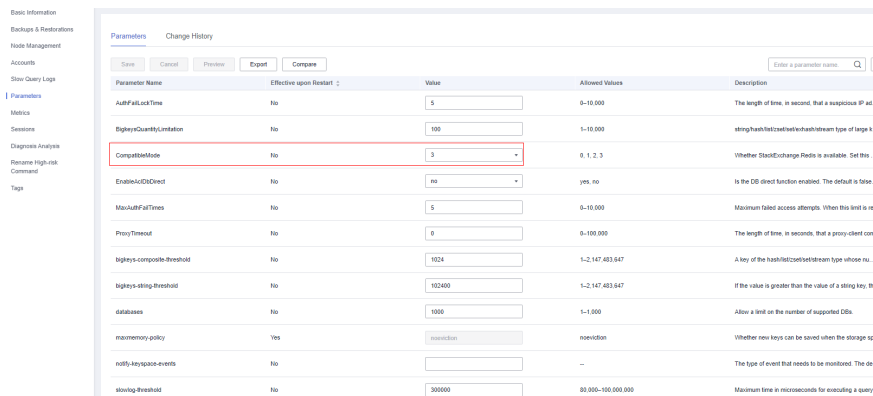 Basic Information
Backups & Restorations
Node Management
Accounts
Slow Query Logs
Parameters
Metrics
Sessions
Diagnosis Analysis
Rename High-risk
Command
Tags
Parameters Change History
Save Cancel Preview Export Compare Enter a parameter name.
Parameter Name Effective upon Restart Value Allowed Values Description
AuthFailLockTime No 5 0–10,000 The length of time, in second, that a suspicious IP ad
BigkeysQuantityLimitation No 100 1–10,000 string/hash/list/zset/set/exhash/stream type of large k
CompatibleMode No 3 0, 1, 2, 3 Whether StackExchange.Redis is available. Set this ..
EnableAclDbDirect No no yes, no Is the DB direct function enabled. The default is false.
MaxAuthFailTimes No 5 0–10,000 Maximum failed access attempts. When this limit is re
ProxyTimeout No 0 0–100,000 The length of time, in seconds, that a proxy-client con
bigkeys-composite-threshold No 1024 1–2,147,483,647 A key of the hash/list/zset/set/stream type whose nu...
bigkeys-string-threshold No 102400 1–2,147,483,647 If the value is greater than the value of a string key, th
databases No 1000 1–1,000 Allow a limit on the number of supported DBs.
maxmemory-policy Yes noeviction noeviction Whether new keys can be saved when the storage sp
notify-keyspace-events No -- The type of event that needs to be monitored. The de
slowlog-threshold No 300000 80,000–100,000,000 Maximum time in microseconds for executing a query